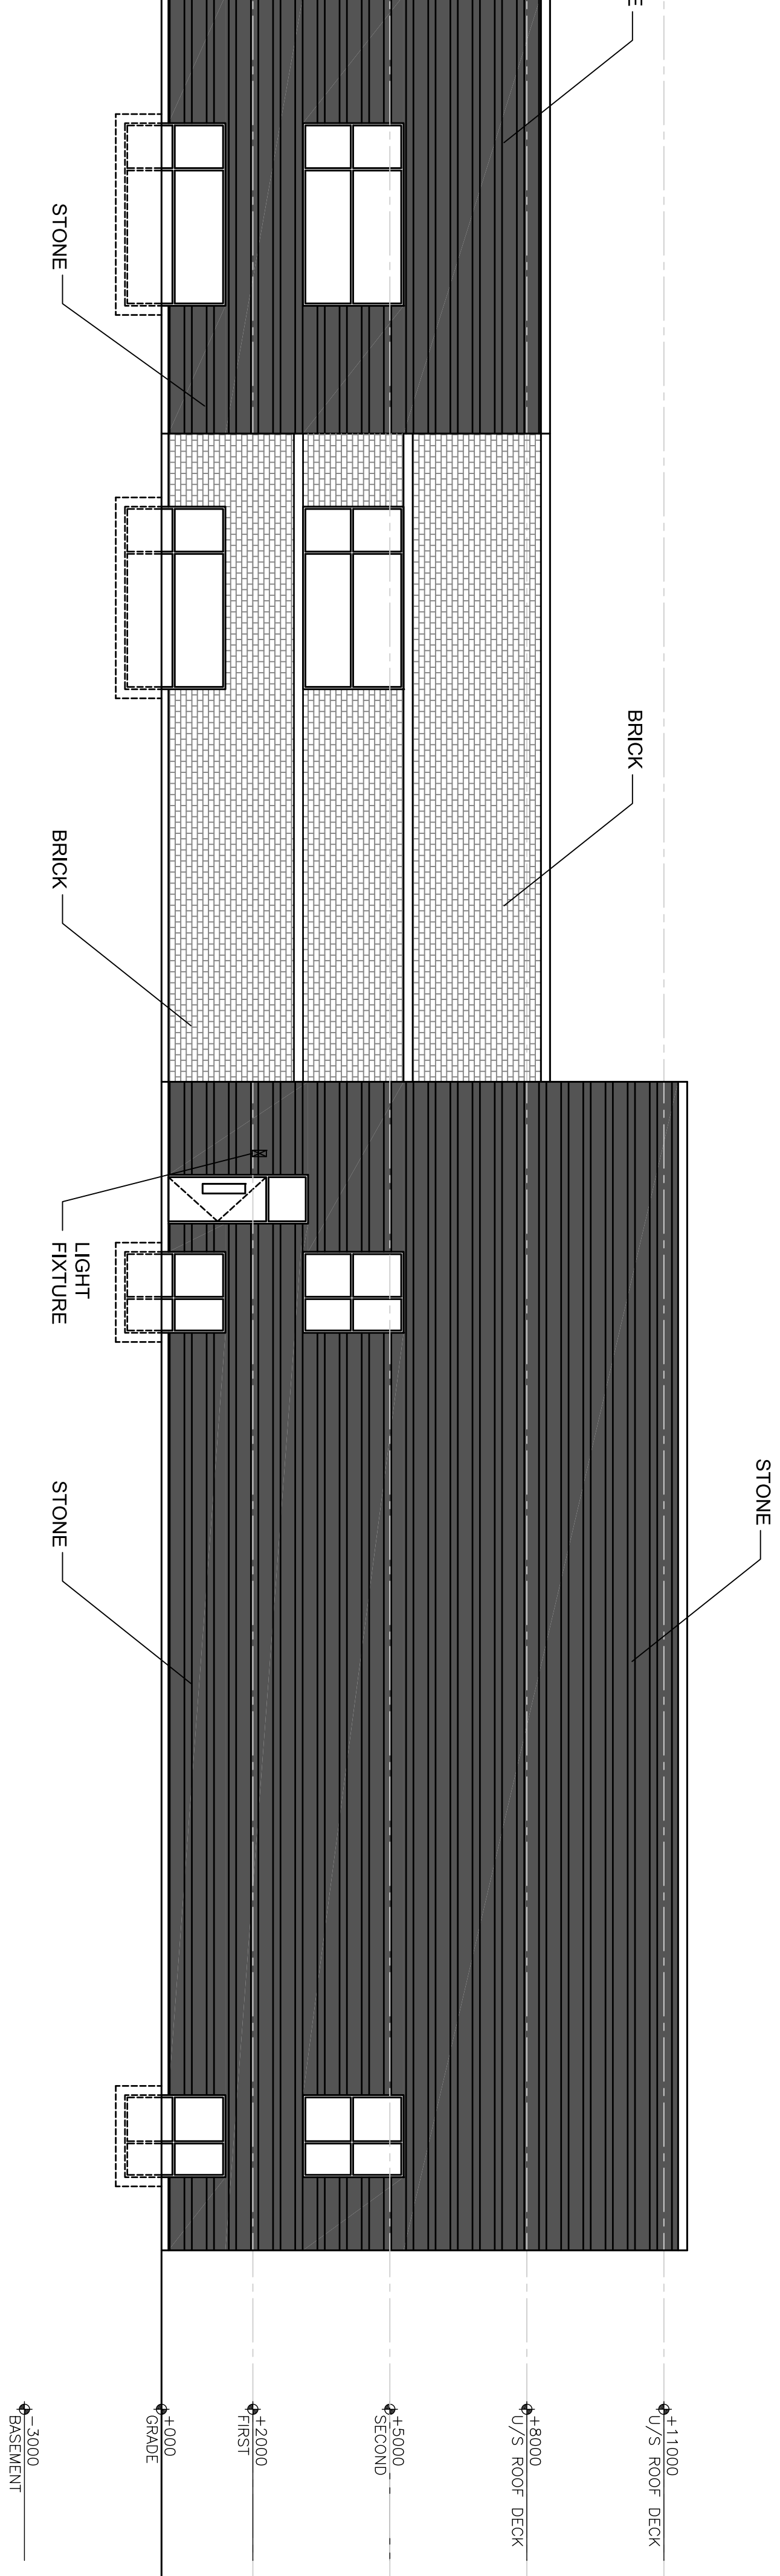 STONE
BRICK
STONE
BRICK
LIGHT
FIXTURE
STONE
+11000
U/S ROOF DECK
+8000
U/S ROOF DECK
+5000
SECOND
+2000
FIRST
+000
GRADE
-3000
BASEMENT